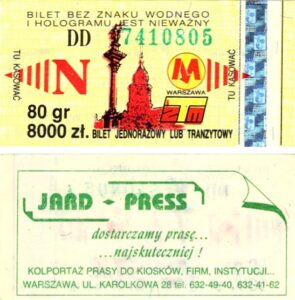 BILET BEZ ZNAKU WODNEGO
I HOLOGRAMU JEST NIEWAŻNY
DD 7410805
TU KASOWAĆ
N
M
WARSZAWA
ZTM
TU KASOWAĆ
80 gr
8000 zł. BILET JEDNORAZOWY LUB TRANZYTOWY
JARD - PRESS
dostarczamy prasę...
...najskuteczniej !
KOLPORTAŻ PRASY DO KIOSKÓW, FIRM, INSTYTUCJI...
WARSZAWA, UL. KAROLKOWA 28 tel. 632-49-40, 632-41-62